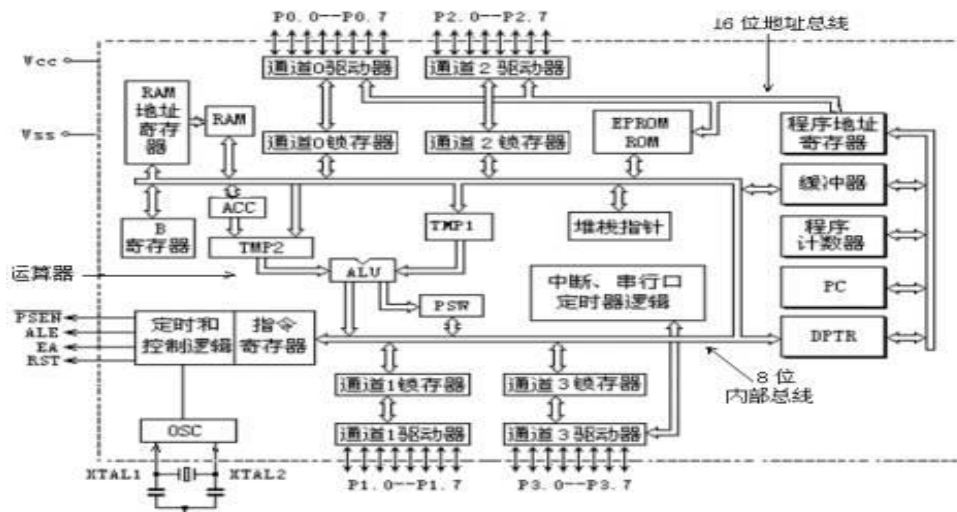 P0.0--P0.7
P2.0--P2.7
16位地址总线
Vcc
通道0驱动器
通道2驱动器
RAM
地址
寄存
器
RAM
Vss
通道0锁存器
通道2锁存器
EPROM
ROM
程序地址
寄存器
缓冲器
ACC
B
寄存器
TMP2
TMP1
堆栈指针
程序
计数器
运算器
ALU
中断、串行口
定时器逻辑
PC
PSW
PSEN
ALE
EA
RST
定时和
控制逻辑
指令
寄存器
DPTR
8位
内部总线
通道1锁存器
通道3锁存器
OSC
通道1驱动器
通道3驱动器
XTAL1
XTAL2
P1.0--P1.7
P3.0--P3.7